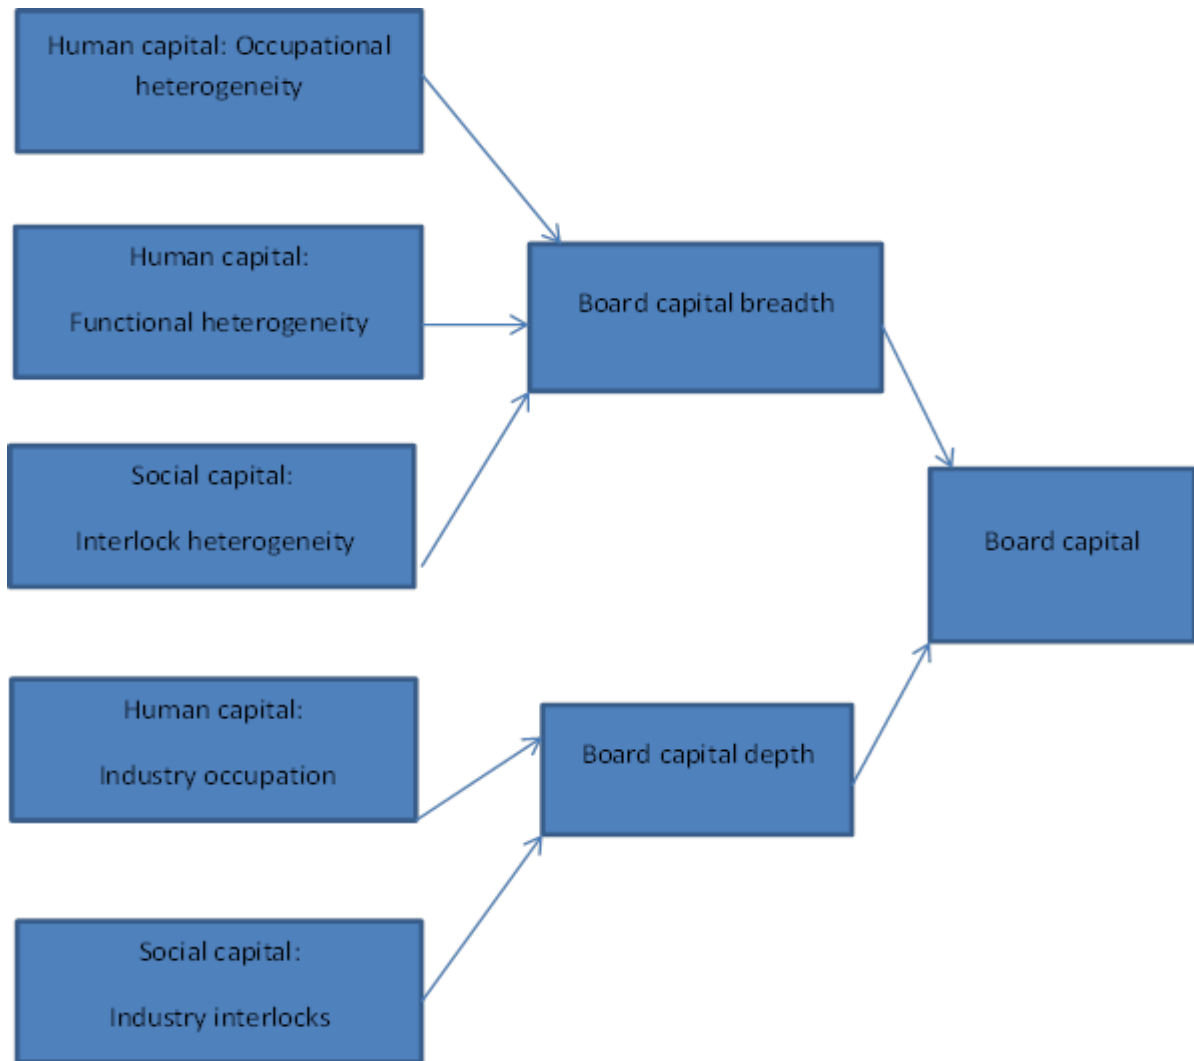 Human capital: Occupational
heterogeneity
Human capital:
Functional heterogeneity
Board capital breadth
Social capital:
Interlock heterogeneity
Board capital
Human capital:
Industry occupation
Board capital depth
Social capital:
Industry interlocks